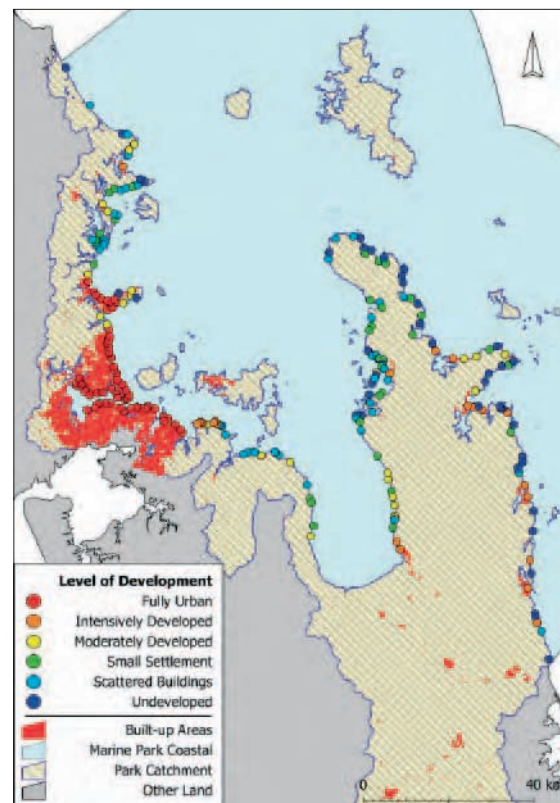 Level of Development
Fully Urban
Intensively Developed
Moderately Developed
Small Settlement
Scattered Buildings
Undeveloped
Built-up Areas
Marine Park Coastal
Park Catchment
Other Land
0 40 km